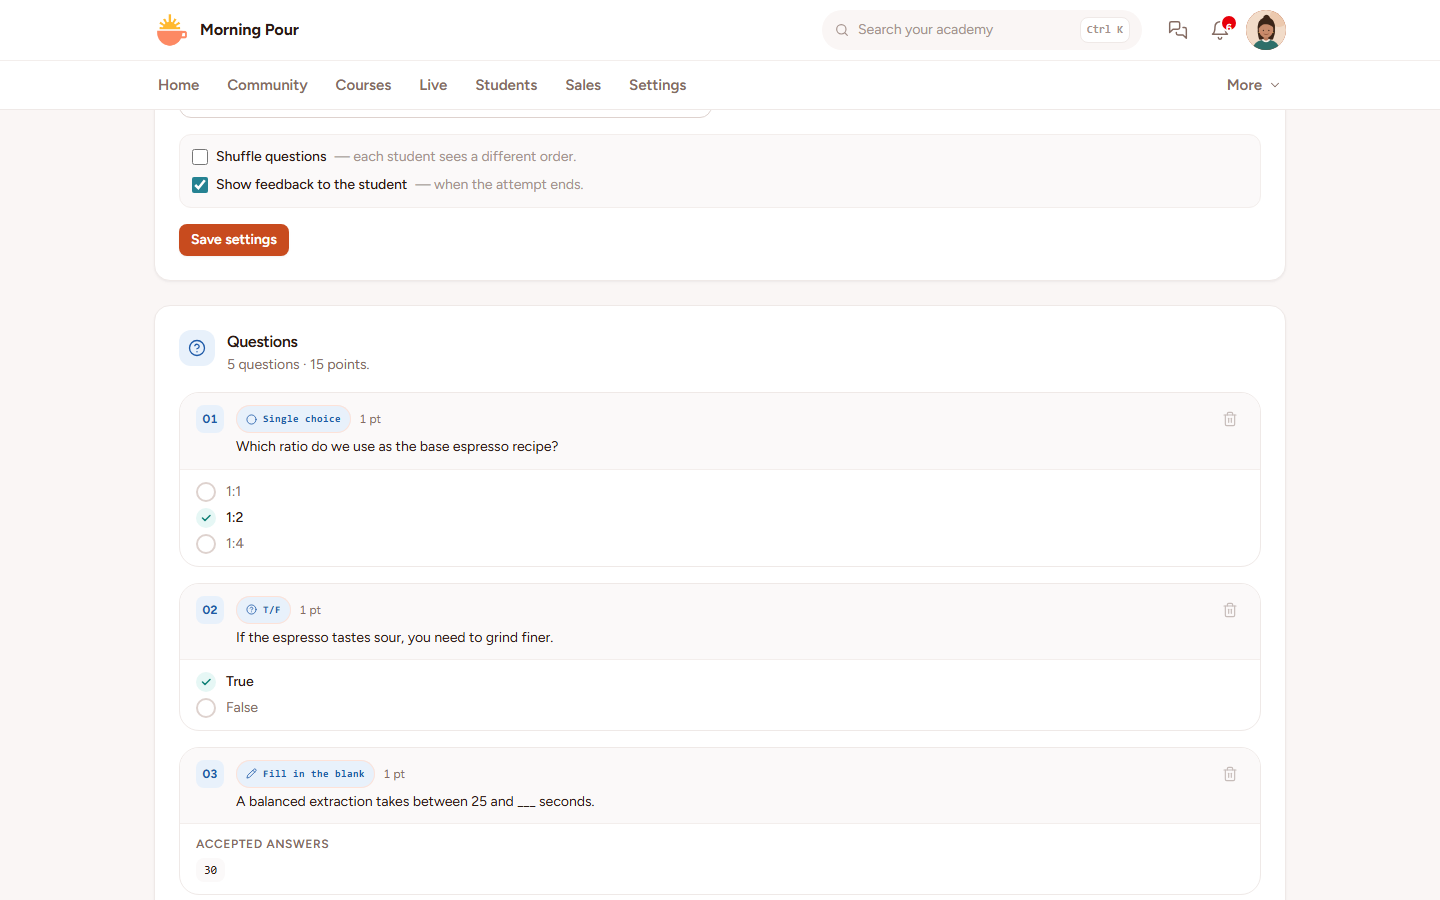 Morning Pour
Search your academy
Ctrl K
6
Home
Community
Courses
Live
Students
Sales
Settings
More
Shuffle questions — each student sees a different order.
Show feedback to the student — when the attempt ends.
Save settings
Questions
5 questions · 15 points.
01 Single choice 1 pt
Which ratio do we use as the base espresso recipe?
1:1
1:2
1:4
02 T/F 1 pt
If the espresso tastes sour, you need to grind finer.
True
False
03 Fill in the blank 1 pt
A balanced extraction takes between 25 and ___ seconds.
ACCEPTED ANSWERS
30